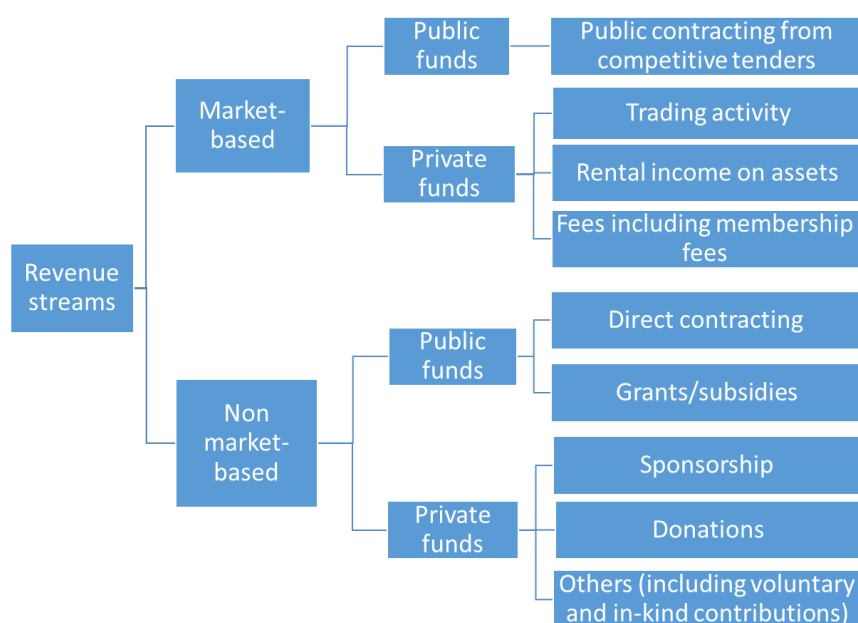 Revenue
streams
Market-
based
Public
funds
Public contracting from
competitive tenders
Private
funds
Trading activity
Rental income on assets
Fees including membership
fees
Non
market-
based
Public
funds
Direct contracting
Grants/subsidies
Private
funds
Sponsorship
Donations
Others (including voluntary
and in-kind contributions)